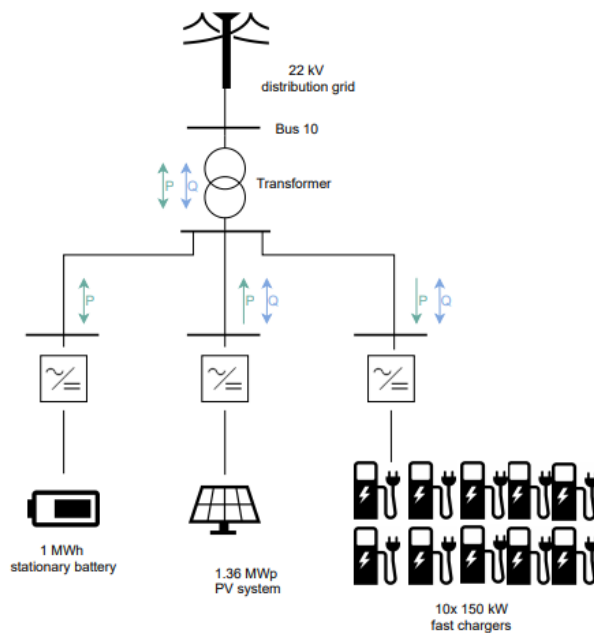 22 kV
distribution grid
Bus 10
P
Q
Transformer
P
P
Q
P
Q
1 MWh
stationary battery
1.36 MWp
PV system
10x 150 kW
fast chargers